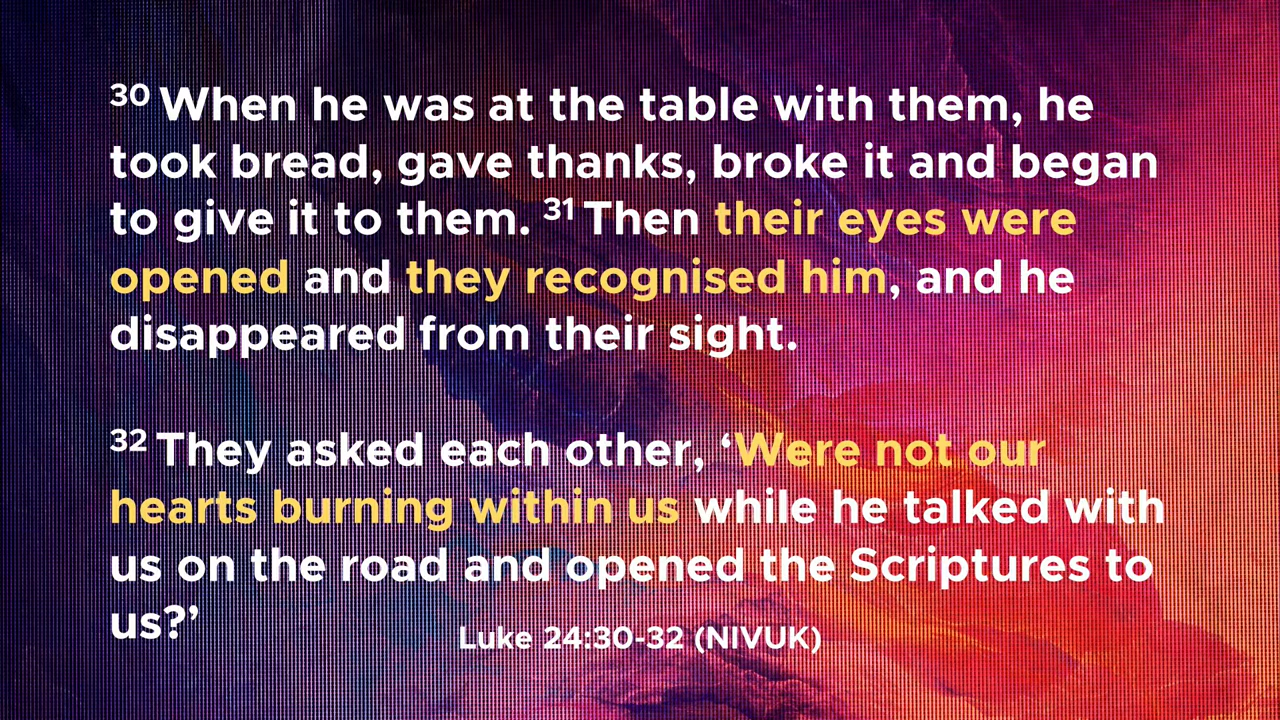 30 When he was at the table with them, he
took bread, gave thanks, broke it and began
to give it to them. 31 Then their eyes were
opened and they recognised him, and he
disappeared from their sight.
32 They asked each other, ‘Were not our
hearts burning within us while he talked with
us on the road and opened the Scriptures to
us?’
Luke 24:30-32 (NIVUK)